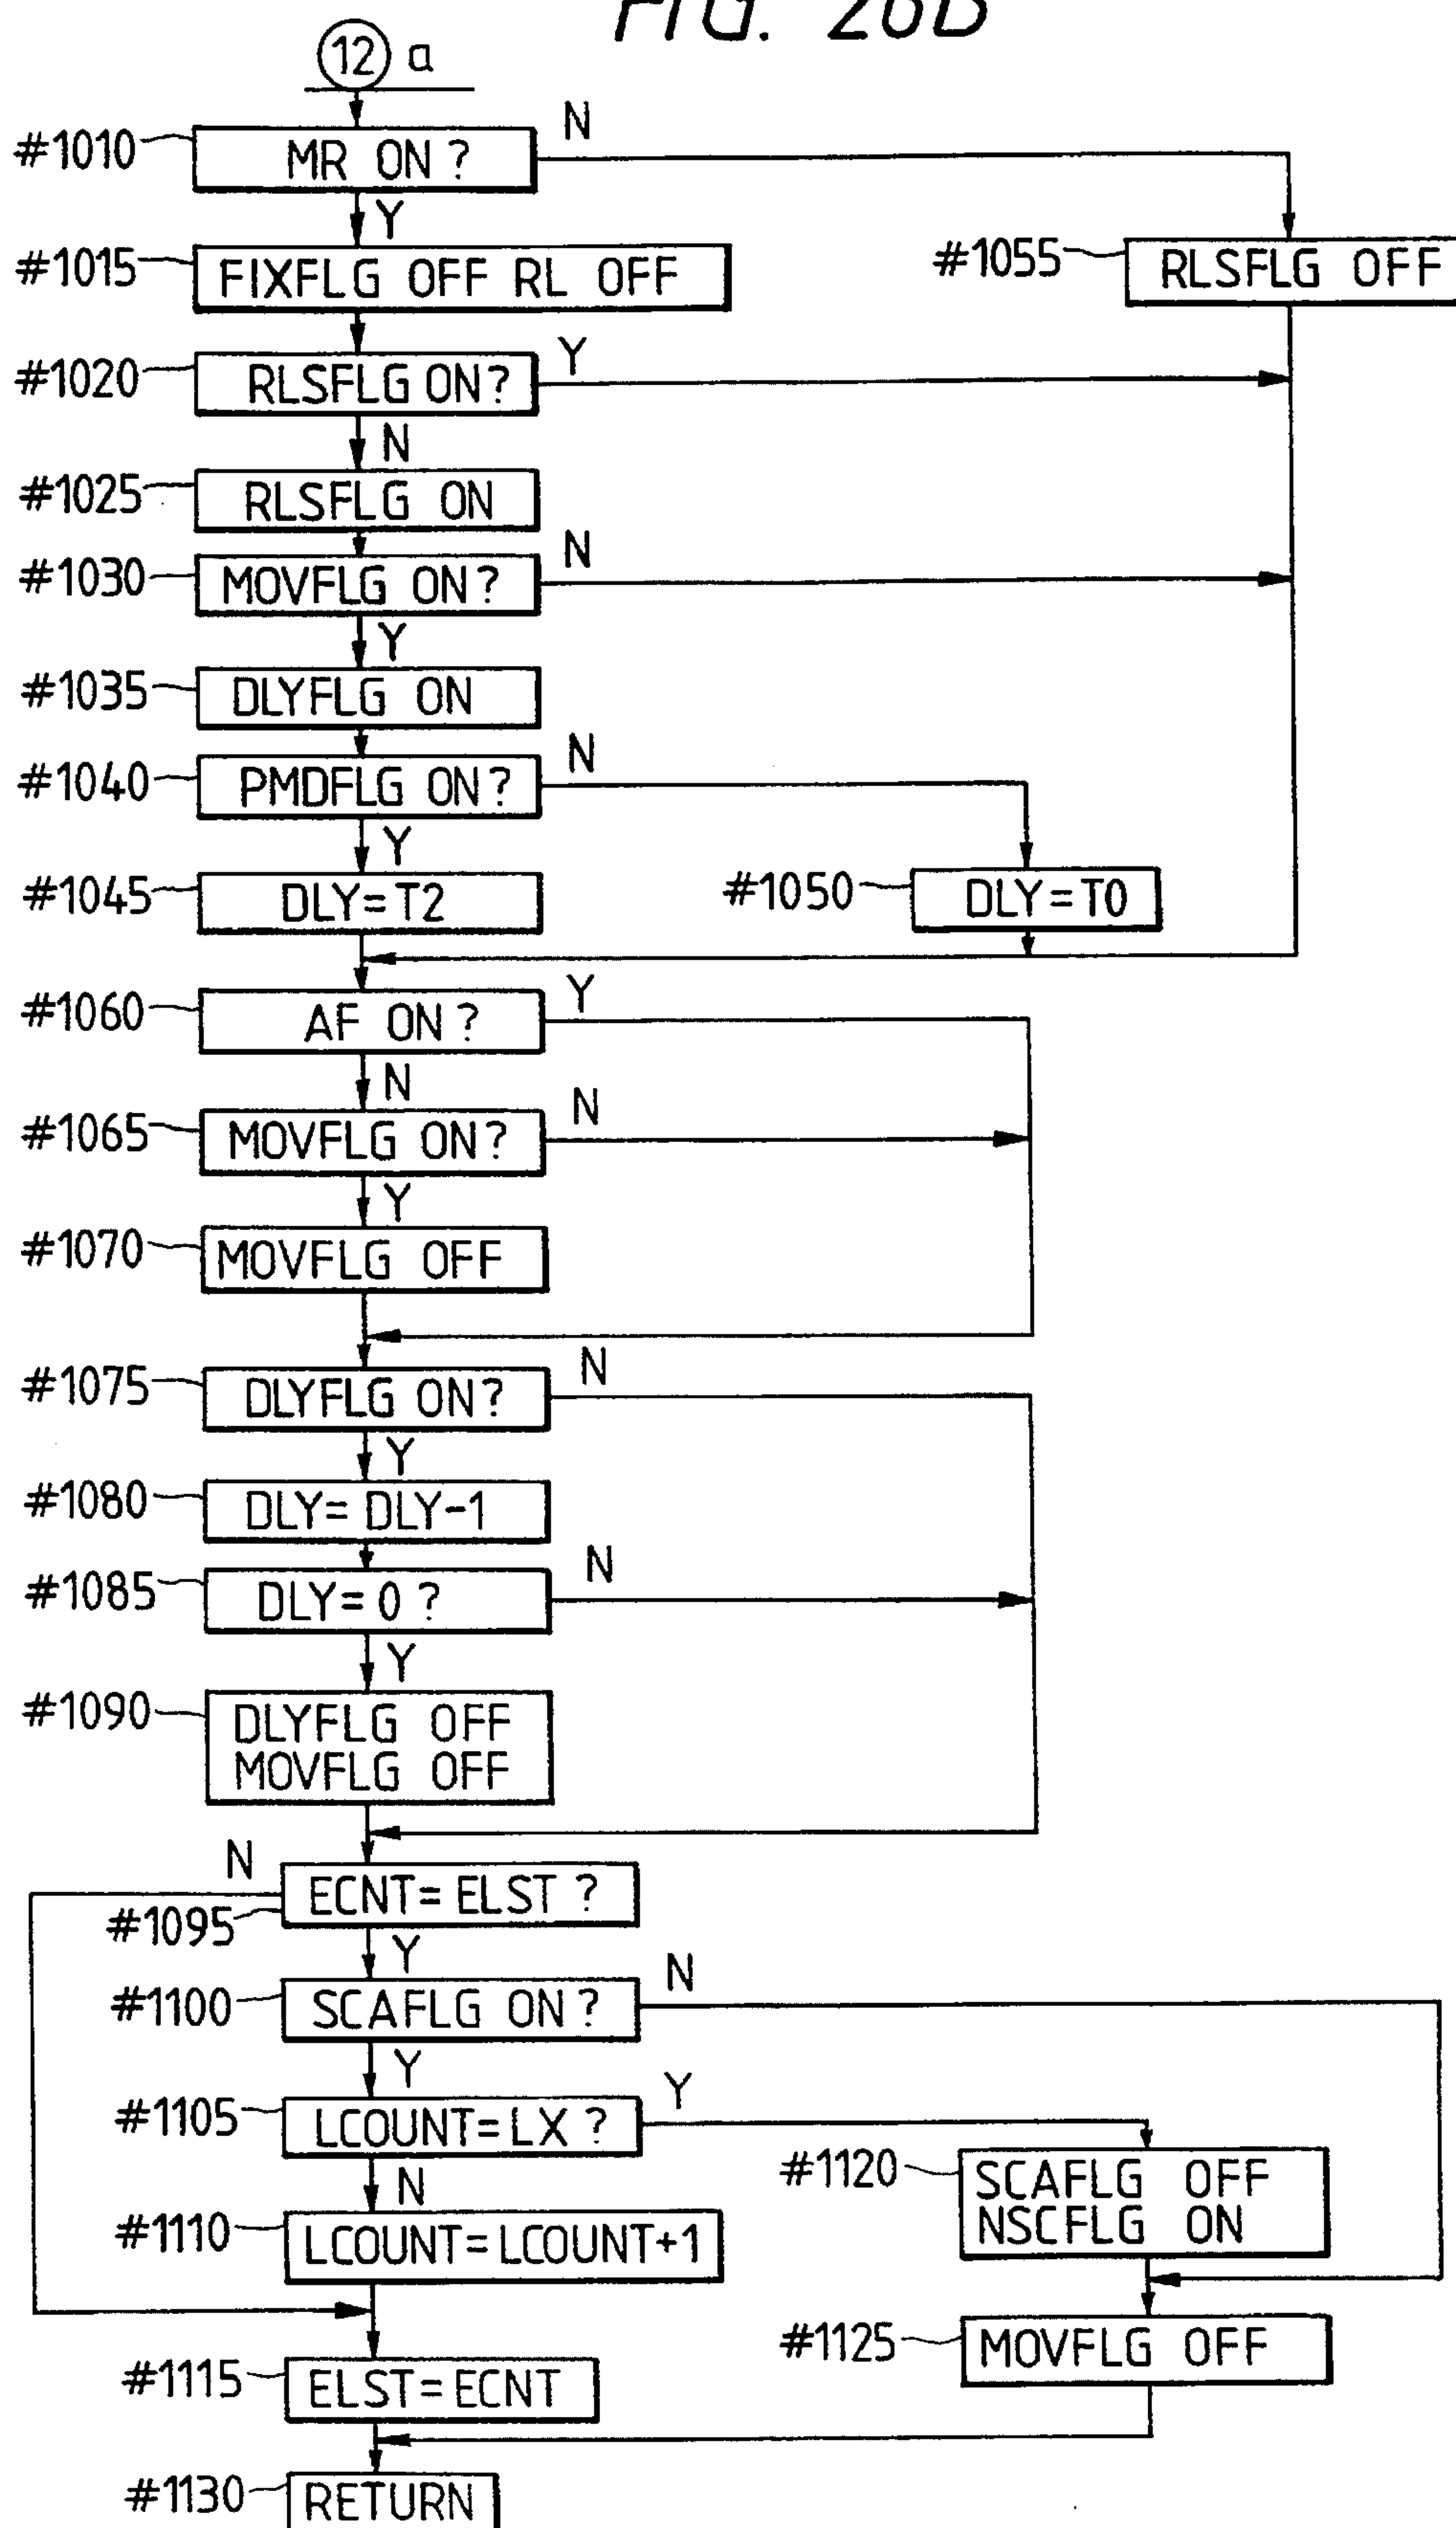 FIG. 26B
12 a
#1010 MR ON ? N
Y
#1015 FIXFLG OFF RL OFF
#1055 RLSFLG OFF
#1020 RLSFLG ON? Y
N
#1025 RLSFLG ON
#1030 MOVFLG ON? N
Y
#1035 DLYFLG ON
#1040 PMDFLG ON? N
Y
#1045 DLY=T2
#1050 DLY=T0
#1060 AF ON ? Y
N
#1065 MOVFLG ON? N
Y
#1070 MOVFLG OFF
#1075 DLYFLG ON? N
Y
#1080 DLY=DLY-1
#1085 DLY=0 ? N
Y
#1090 DLYFLG OFF
MOVFLG OFF
N
#1095 ECNT=ELST ?
Y
#1100 SCAFLG ON ? N
Y
#1105 LCOUNT=LX ? Y
N
#1110 LCOUNT=LCOUNT+1
#1120 SCAFLG OFF
NSCFLG ON
#1115 ELST=ECNT
#1125 MOVFLG OFF
#1130 RETURN